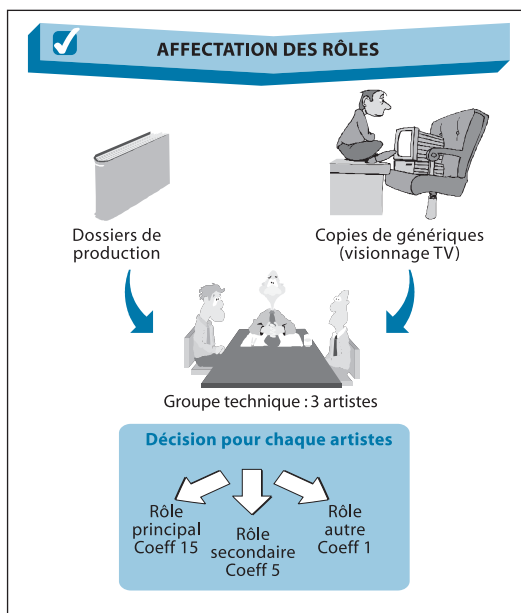 AFFECTATION DES RÔLES
Dossiers de
production
Copies de génériques
(visionnage TV)
Groupe technique : 3 artistes
Décision pour chaque artistes
Rôle
principal
Coeff 15
Rôle
secondaire
Coeff 5
Rôle
autre
Coeff 1